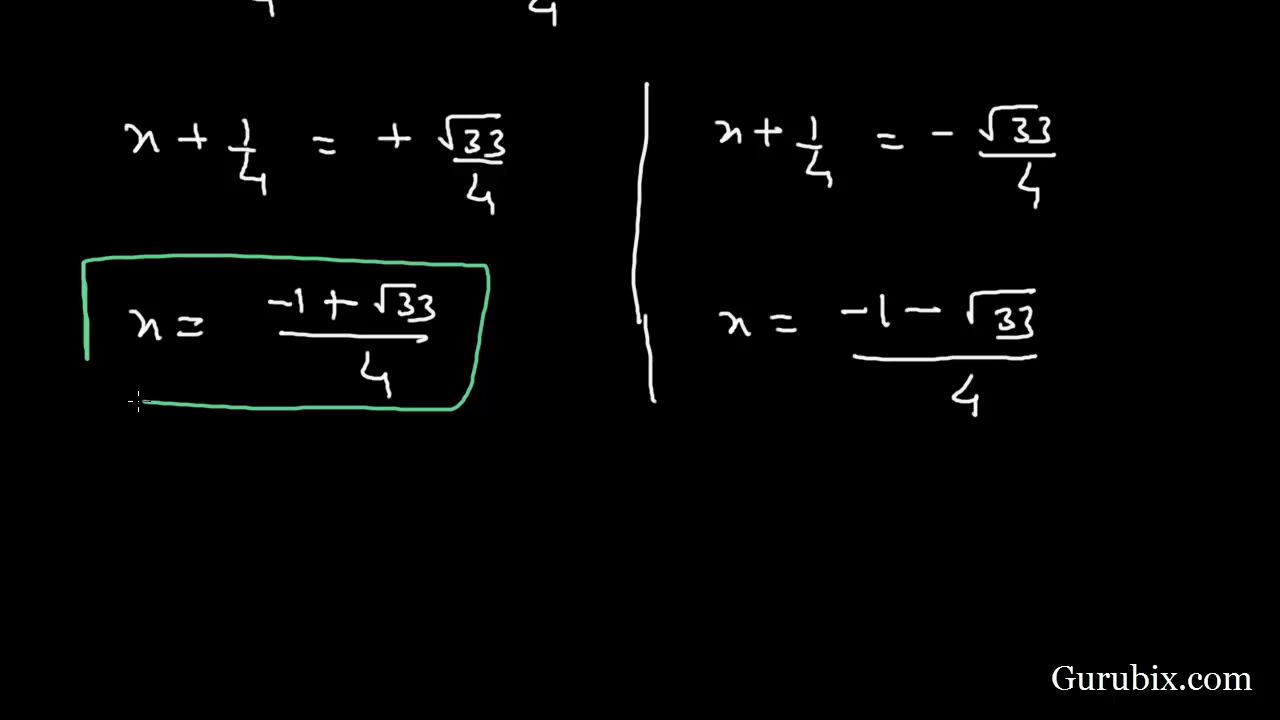 x + 1/4 = + √33/4
x = (-1 + √33)/4
x + 1/4 = - √33/4
x = (-1 - √33)/4
Gurubix.com